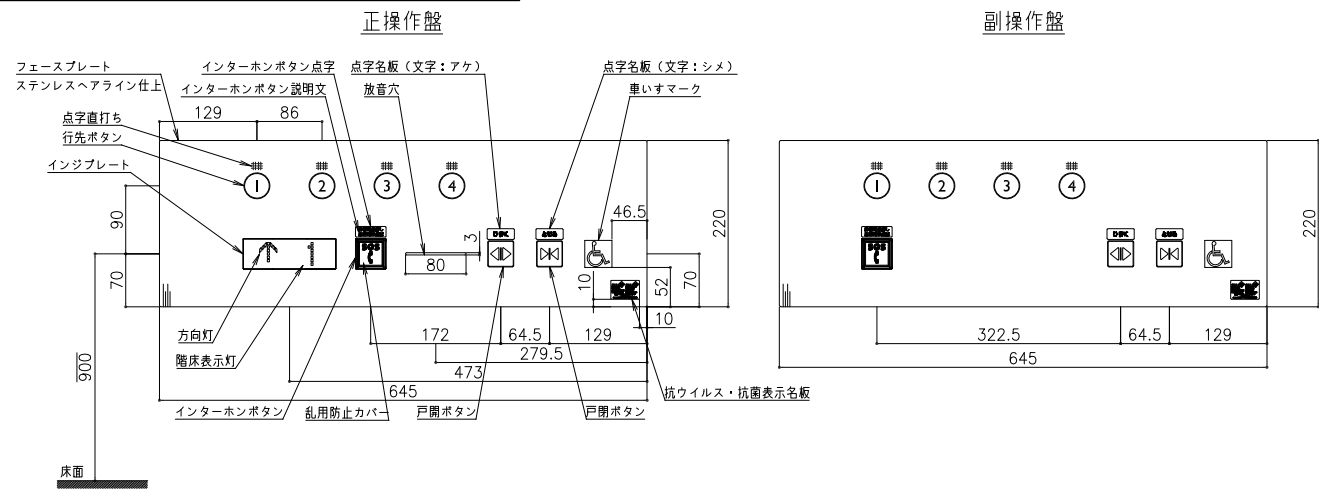 正操作盤
副操作盤
フェースプレート
ステンレスヘアライン仕上
インターホンボタン点字
インターホンボタン説明文
点字名板(文字:アケ)
放音穴
点字名板(文字:シメ)
車いすマーク
129
86
点字直打ち
行先ボタン
インジプレート
1
2
3
4
1
2
3
4
90
70
900
SOS
3
80
46.5
10
52
70
10
220
SOS
220
方向灯
階床表示灯
172
64.5
129
279.5
473
645
322.5
64.5
129
645
抗ウイルス・抗菌表示名板
インターホンボタン
乱用防止カバー
戸開ボタン
戸閉ボタン
床面